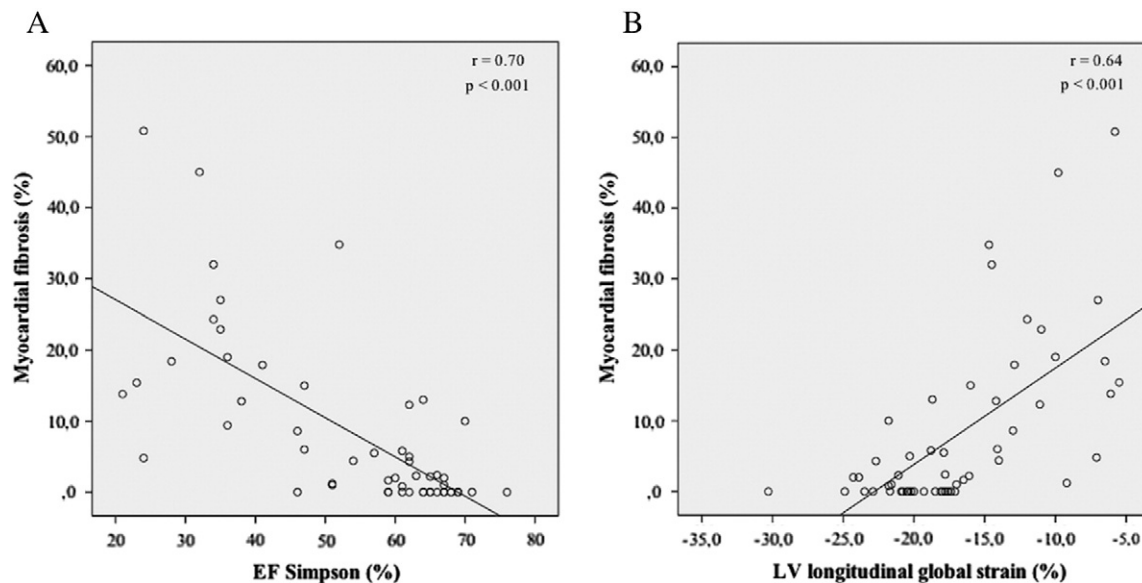 A
r = 0.70
p < 0.001
60,0
50,0
40,0
30,0
20,0
10,0
,0
Myocardial fibrosis (%)
20 30 40 50 60 70 80
EF Simpson (%)
B
r = 0.64
p < 0.001
60,0
50,0
40,0
30,0
20,0
10,0
,0
Myocardial fibrosis (%)
-35,0 -30,0 -25,0 -20,0 -15,0 -10,0 -5,0
LV longitudinal global strain (%)